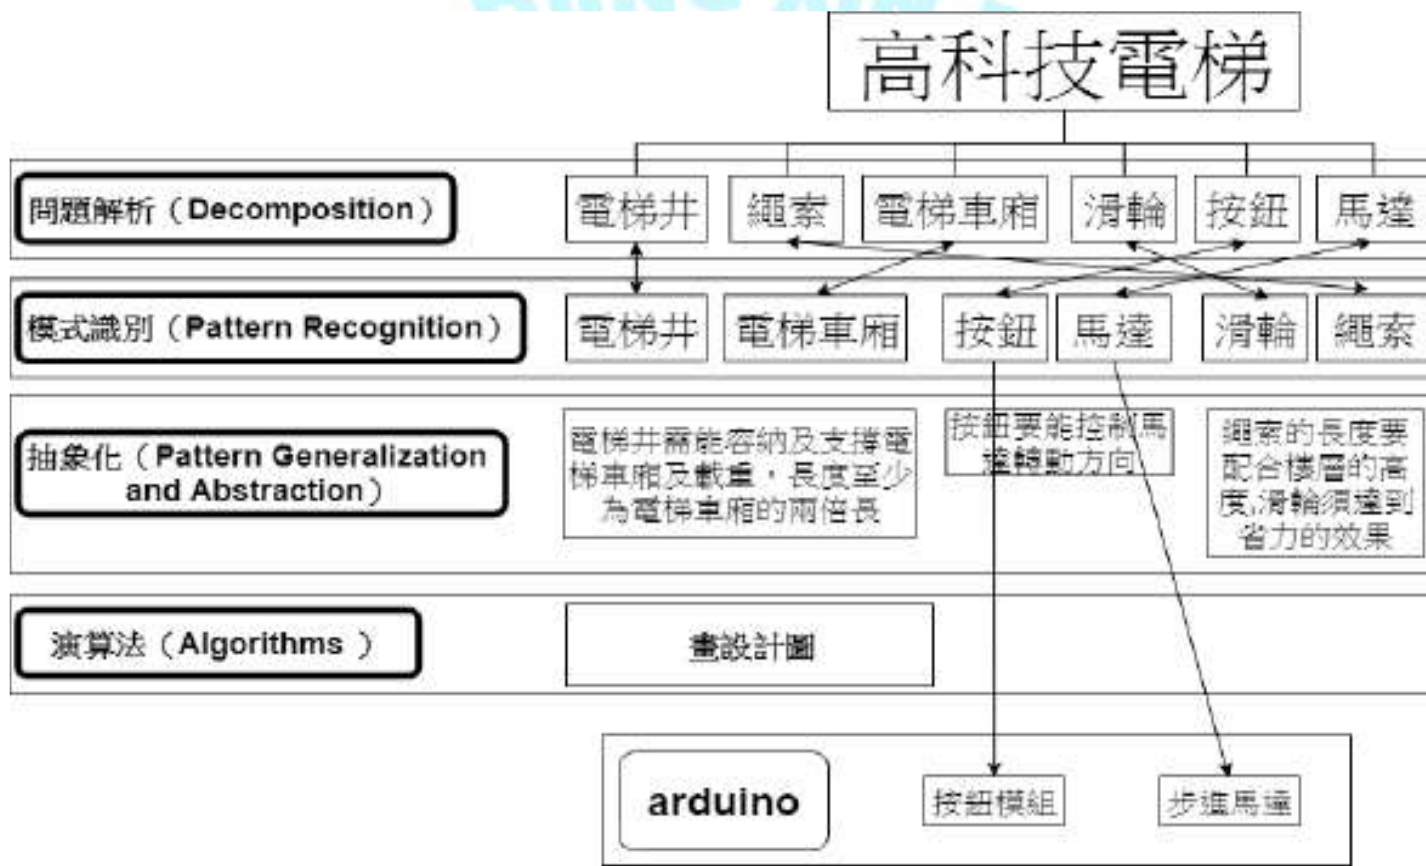 高科技電梯
問題解析（Decomposition）
電梯井
繩索
電梯車廂
滑輪
按鈕
馬達
模式識別（Pattern Recognition）
電梯井
電梯車廂
按鈕
馬達
滑輪
繩索
抽象化（Pattern Generalization
and Abstraction）
電梯井需能容納及支撐電
梯車廂及載重，長度至少
為電梯車廂的兩倍長
按鈕要能控制馬
達轉動方向
繩索的長度要
配合樓層的高
度,滑輪須達到
省力的效果
演算法（Algorithms ）
畫設計圖
arduino
按鈕模組
步進馬達